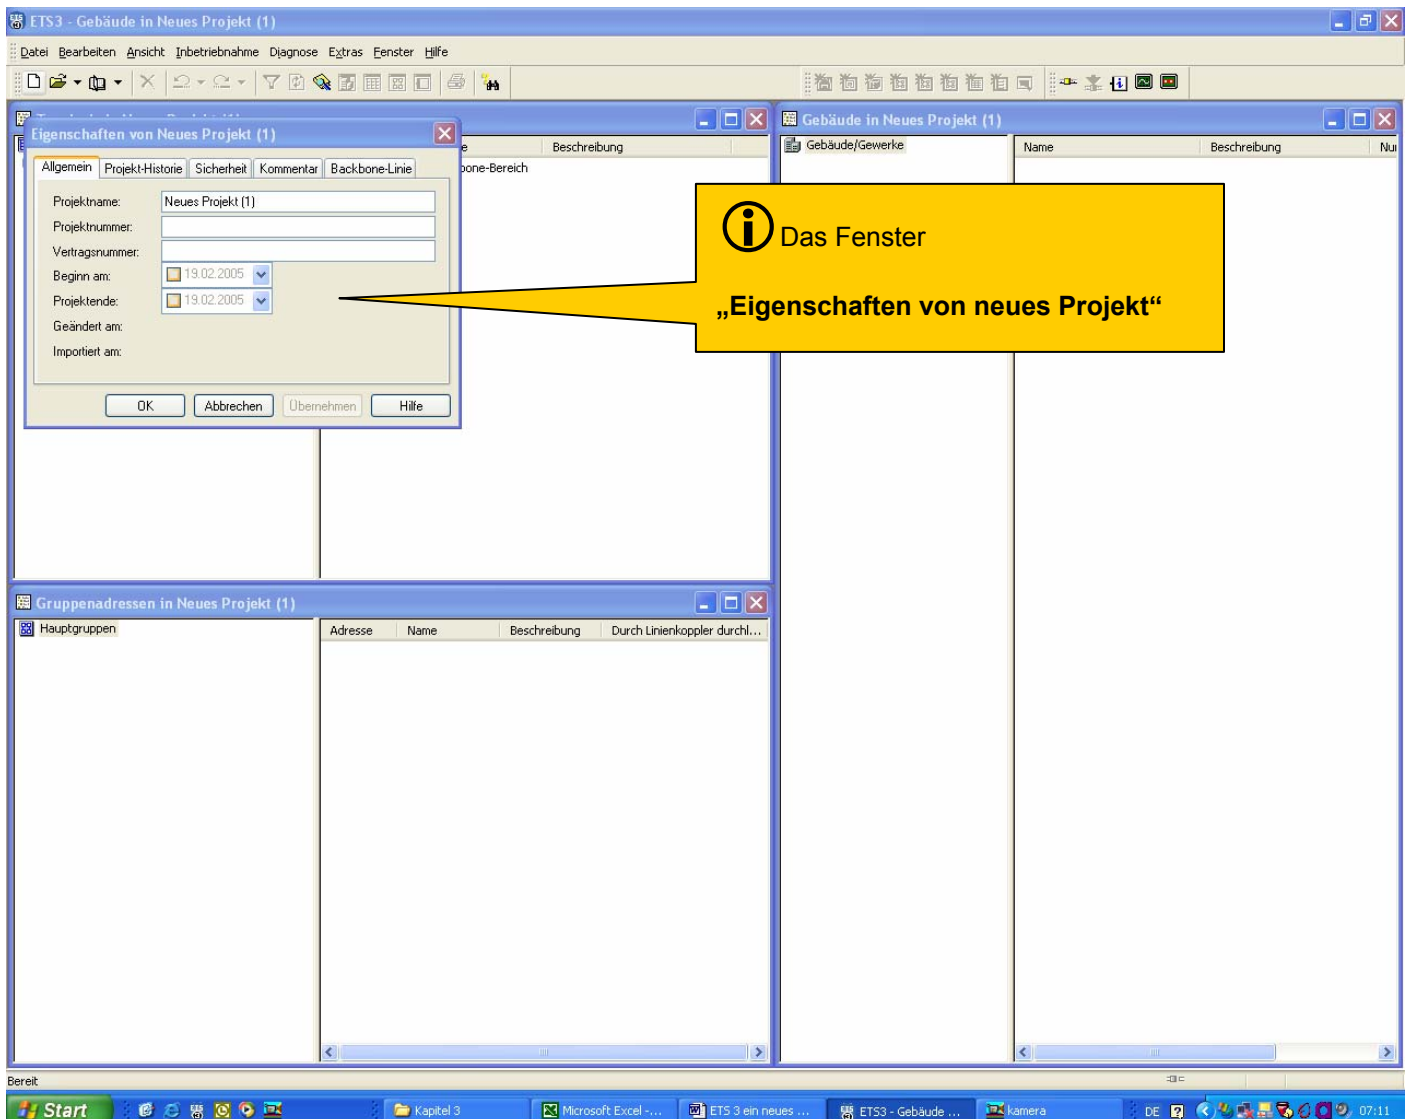 ETS3 - Gebäude in Neues Projekt (1)
Datei Bearbeiten Ansicht Inbetriebnahme Diagnose Extras Fenster Hilfe
Eigenschaften von Neues Projekt (1)
Allgemein Projekt-Historie Sicherheit Kommentar Backbone-Linie
Projektname: Neues Projekt (1)
Projektnummer:
Vertragsnummer:
Beginn am: 19.02.2005
Projektende: 19.02.2005
Geändert am:
Importiert am:
OK Abbrechen Übernehmen Hilfe
Beschreibung
bone-Bereich
Gebäude in Neues Projekt (1)
Gebäude/Gewerke
Name Beschreibung Nu
Das Fenster
„Eigenschaften von neues Projekt“
Gruppenadressen in Neues Projekt (1)
Hauptgruppen
Adresse Name Beschreibung Durch Linienkoppler durchl...
Bereit
Start Kapitel 3 Microsoft Excel -... ETS 3 ein neues ... ETS3 - Gebäude ... kamera DE 07:11